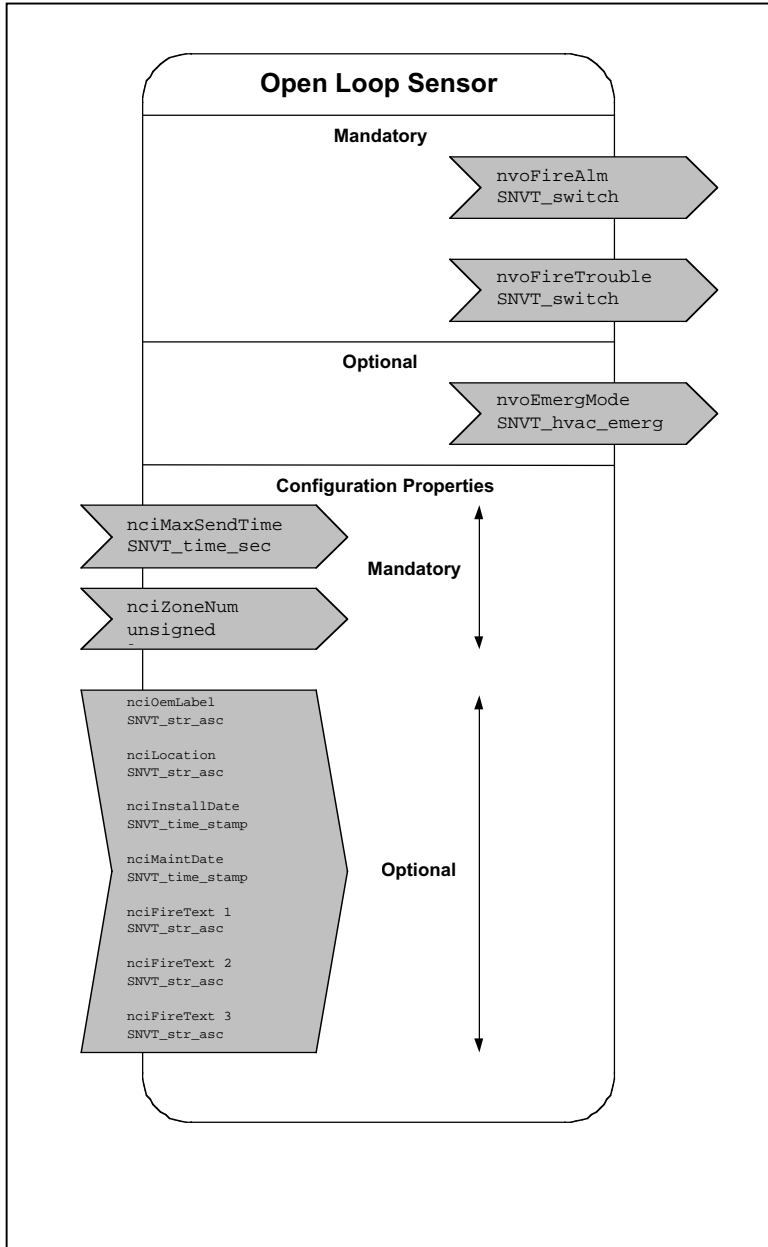 Open Loop Sensor
Mandatory
nvoFireAlm
SNVT_switch
nvoFireTrouble
SNVT_switch
Optional
nvoEmergMode
SNVT_hvac_emerg
Configuration Properties
nciMaxSendTime
SNVT_time_sec
Mandatory
nciZoneNum
unsigned
nciOemLabel
SNVT_str_asc
nciLocation
SNVT_str_asc
nciInstallDate
SNVT_time_stamp
nciMaintDate
SNVT_time_stamp
Optional
nciFireText 1
SNVT_str_asc
nciFireText 2
SNVT_str_asc
nciFireText 3
SNVT_str_asc